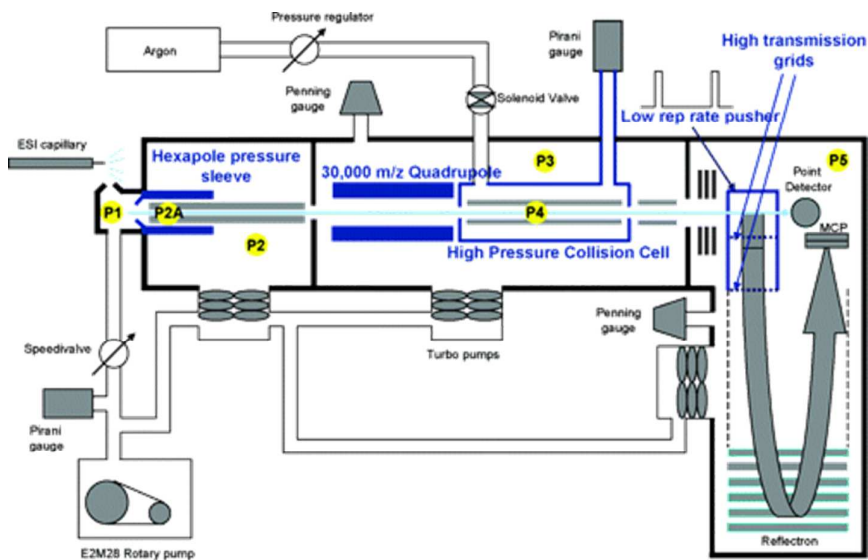 Pressure regulator
Argon
Pirani
gauge
High transmission
grids
Penning
gauge
Solenoid Valve
Low rep rate pusher
ESI capillary
Hexapole pressure
sleeve
30,000 m/z Quadrupole
P3
P5
Point
Detector
P1
P2A
P4
MCP
P2
High Pressure Collision Cell
Penning
gauge
Speedivalve
Turbo pumps
Pirani
gauge
E2M28 Rotary pump
Reflectron